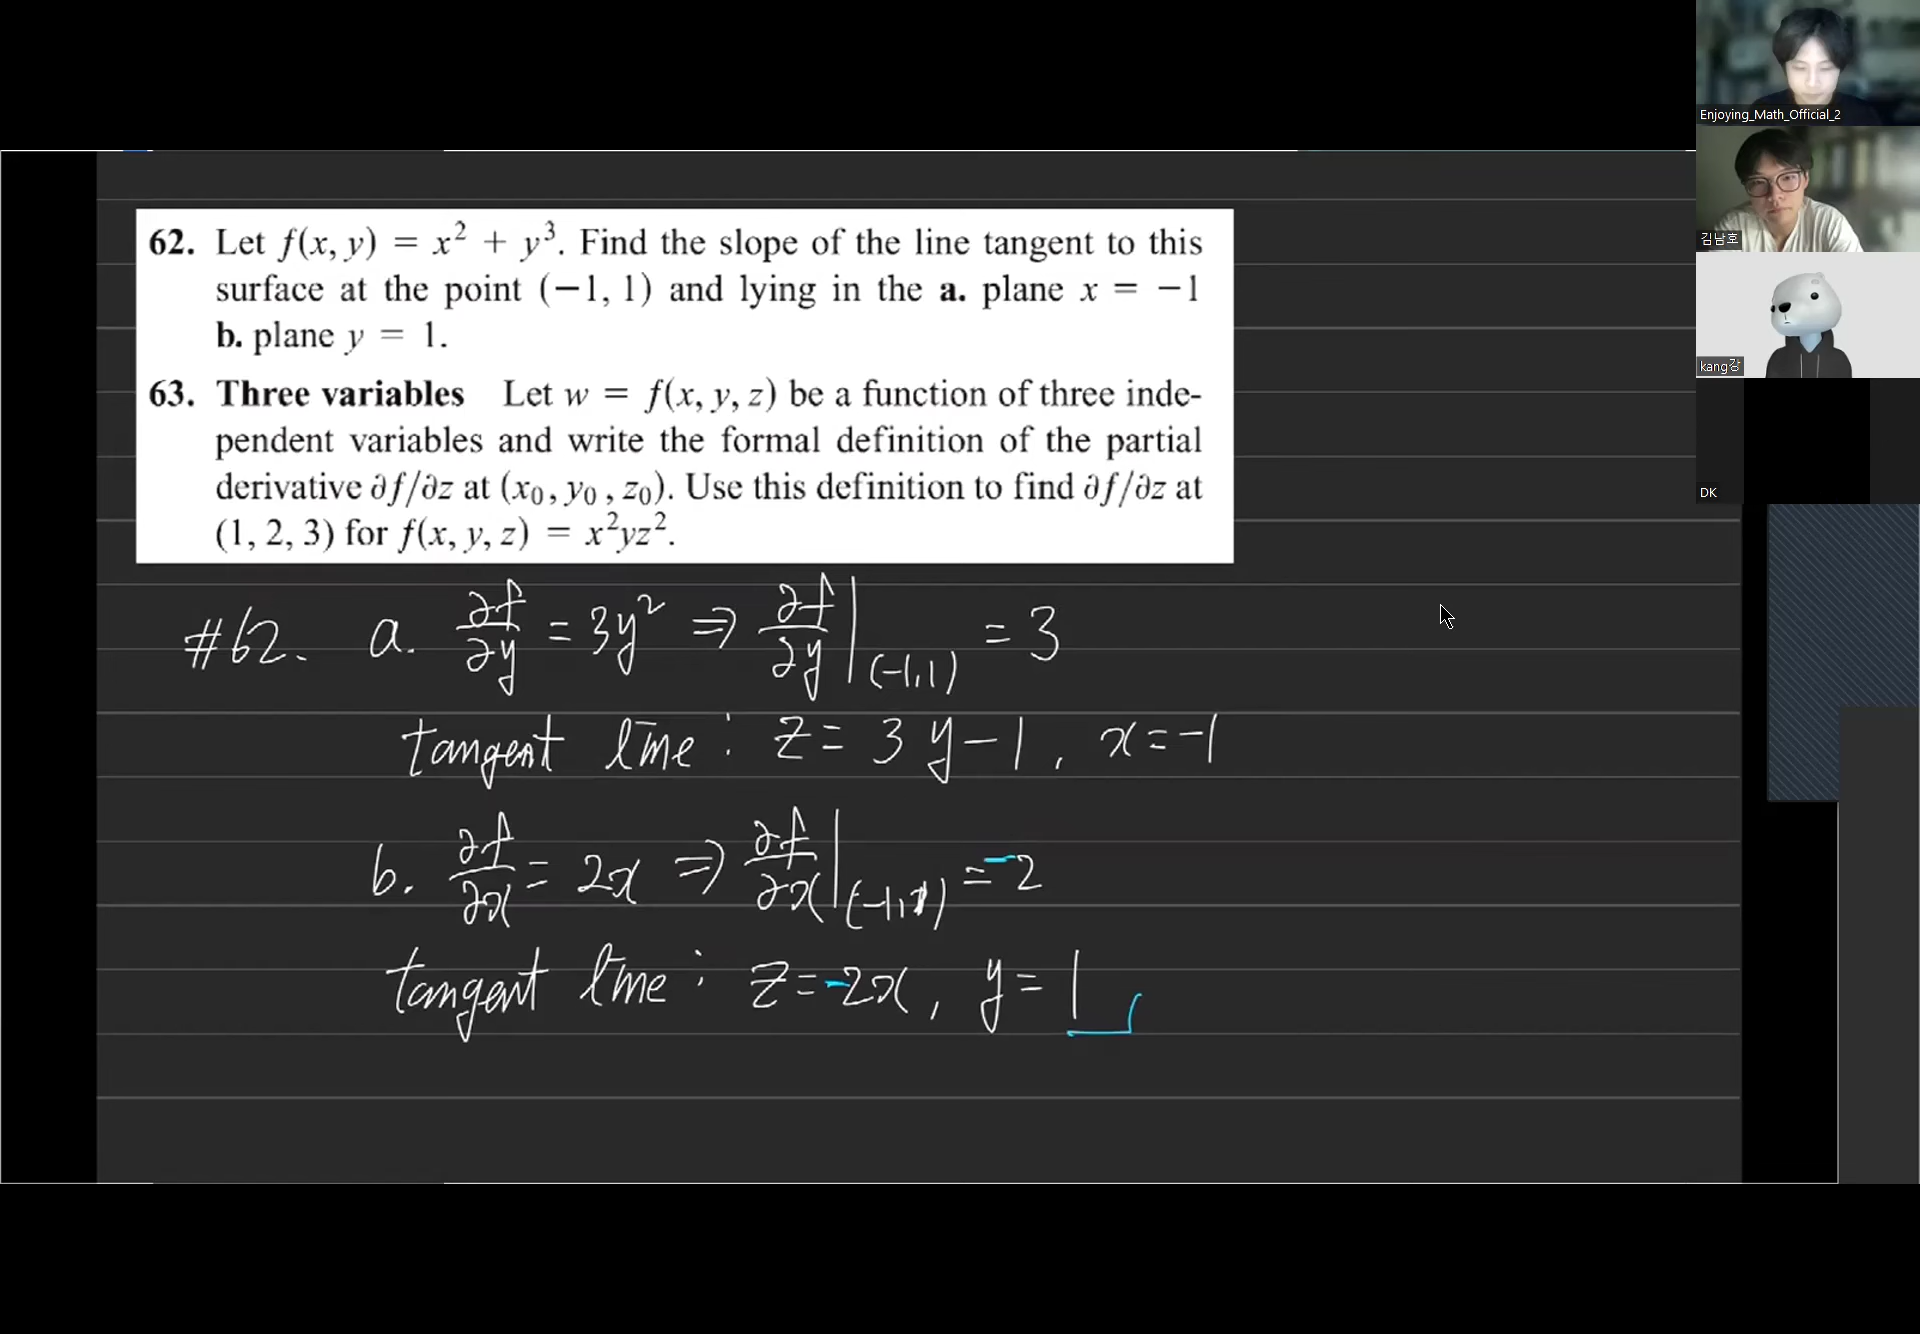 Enjoying_Math_Official_2
김남호
kang강
DK
62. Let f(x, y) = x² + y³. Find the slope of the line tangent to this
surface at the point (−1, 1) and lying in the a. plane x = −1
b. plane y = 1.
63. Three variables Let w = f(x, y, z) be a function of three inde-
pendent variables and write the formal definition of the partial
derivative ∂f/∂z at (x₀, y₀, z₀). Use this definition to find ∂f/∂z at
(1, 2, 3) for f(x, y, z) = x²yz².
#62. a. ∂f/∂y = 3y² ⇒ ∂f/∂y|(-1,1) = 3
tangent line : z = 3y-1, x=-1
b. ∂f/∂x = 2x ⇒ ∂f/∂x|(-1,1) = -2
tangent line : z = -2x, y = 1